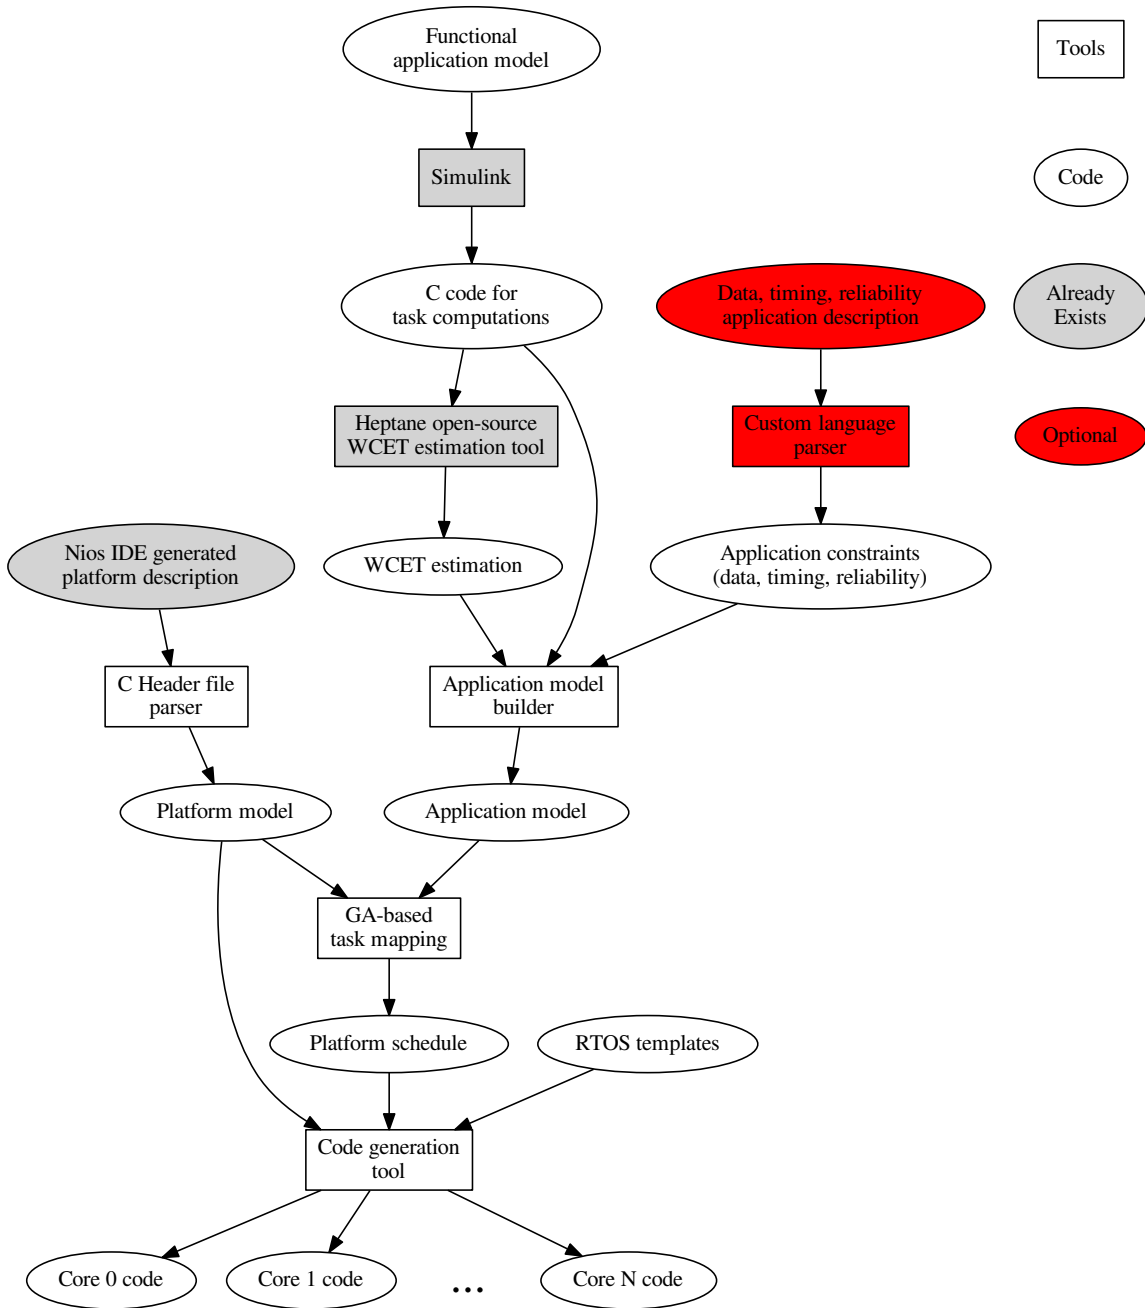 Functional
application model
Tools
Simulink
Code
C code for
task computations
Data, timing, reliability
application description
Already
Exists
Heptane open-source
WCET estimation tool
Custom language
parser
Optional
Nios IDE generated
platform description
WCET estimation
Application constraints
(data, timing, reliability)
C Header file
parser
Application model
builder
Platform model
Application model
GA-based
task mapping
Platform schedule
RTOS templates
Code generation
tool
Core 0 code
Core 1 code
...
Core N code